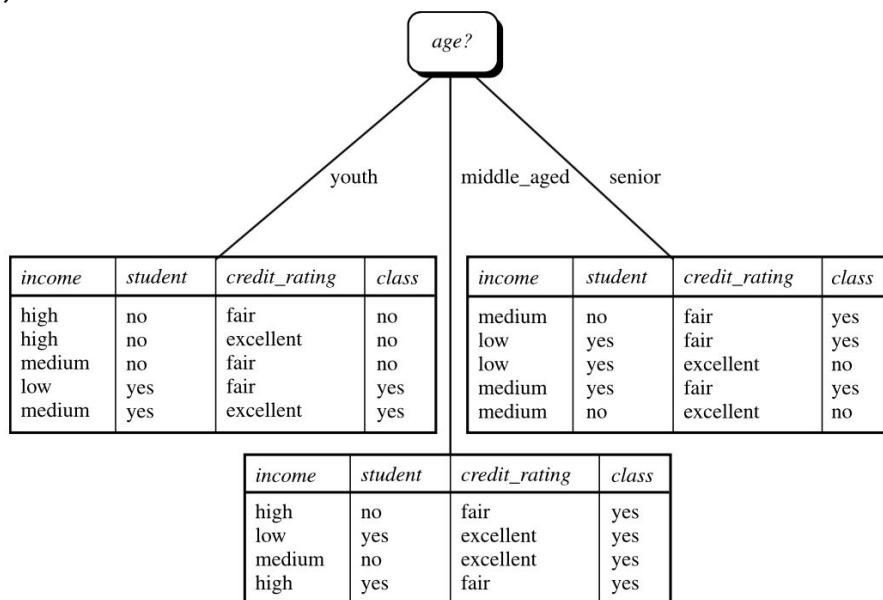 age?
youth
middle_aged
senior
income student credit_rating class
high no fair no
high no excellent no
medium no fair no
low yes fair yes
medium yes excellent yes
income student credit_rating class
medium no fair yes
low yes fair yes
low yes excellent no
medium yes fair yes
medium no excellent no
income student credit_rating class
high no fair yes
low yes excellent yes
medium no excellent yes
high yes fair yes